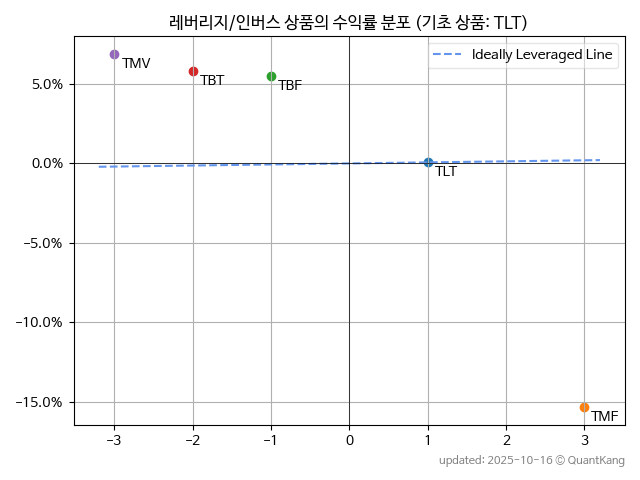 레버리지/인버스 상품의 수익률 분포 (기초 상품: TLT)
Ideally Leveraged Line
TMV
TBT
TBF
TLT
TMF
5.0%
0.0%
−5.0%
−10.0%
−15.0%
−3 −2 −1 0 1 2 3
updated: 2025-10-16 © QuantKang